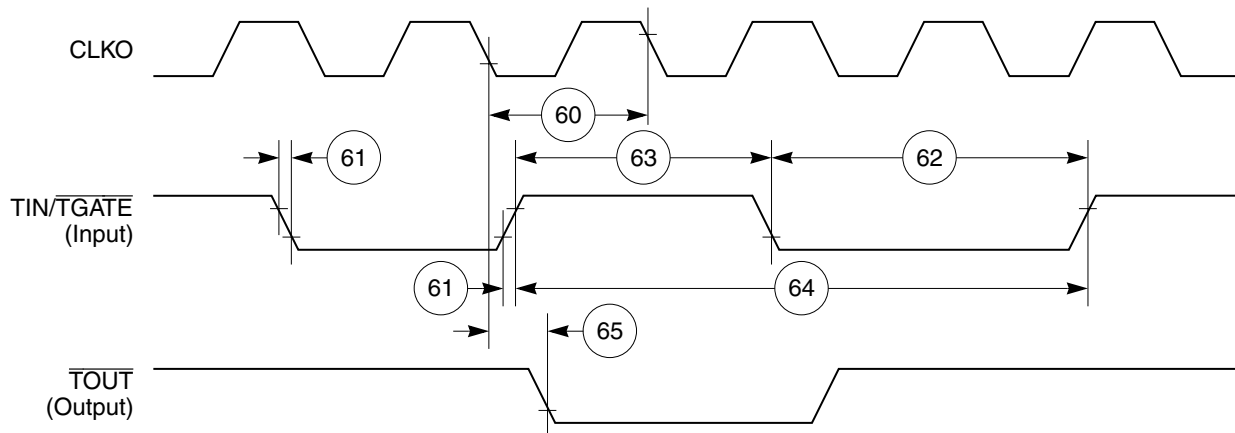 CLKO
60
61
63
62
TIN/TGATE
(Input)
61
64
65
TOUT
(Output)